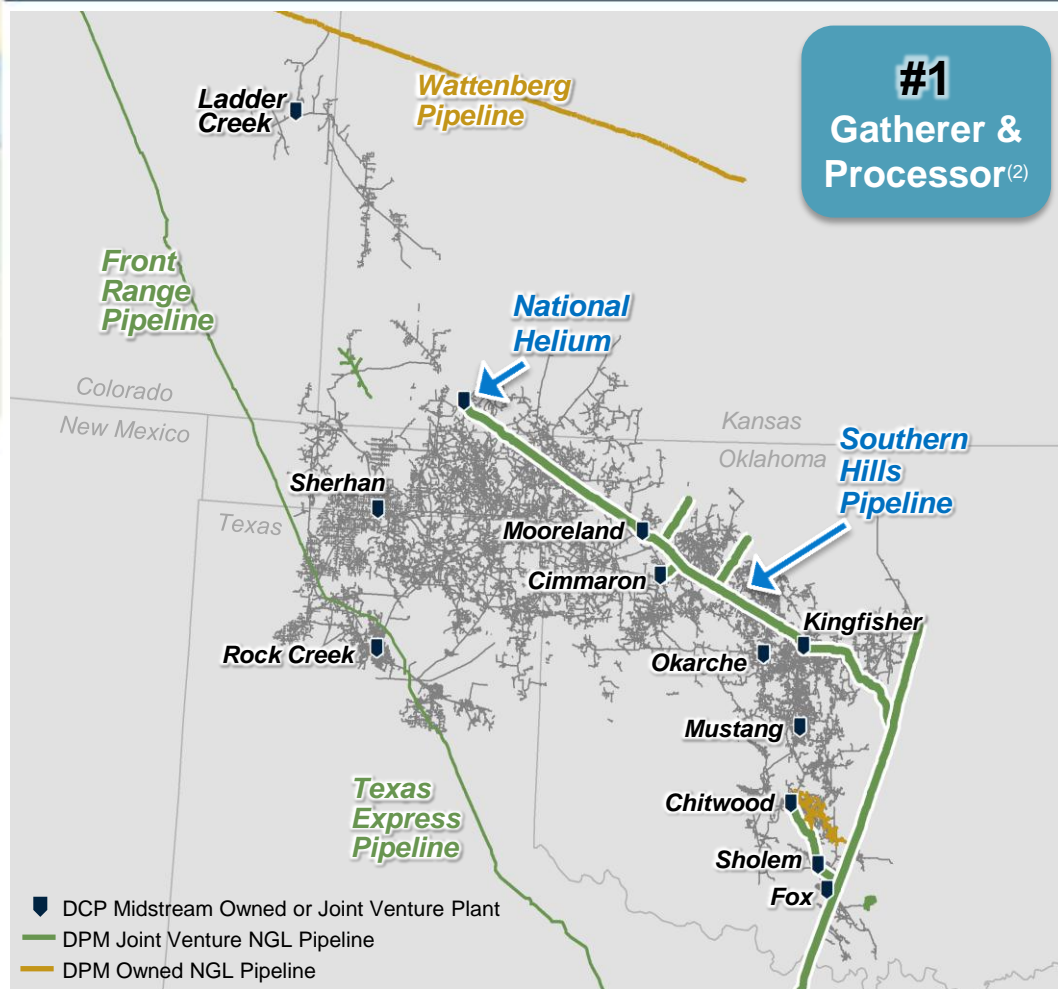 #1
Gatherer &
Processor(2)
Ladder
Creek
Wattenberg
Pipeline
Front
Range
Pipeline
National
Helium
Colorado
New Mexico
Kansas
Oklahoma
Southern
Hills
Pipeline
Sherhan
Texas
Mooreland
Cimmaron
Kingfisher
Rock Creek
Okarche
Mustang
Texas
Express
Pipeline
Chitwood
Sholem
Fox
DCP Midstream Owned or Joint Venture Plant
DPM Joint Venture NGL Pipeline
DPM Owned NGL Pipeline